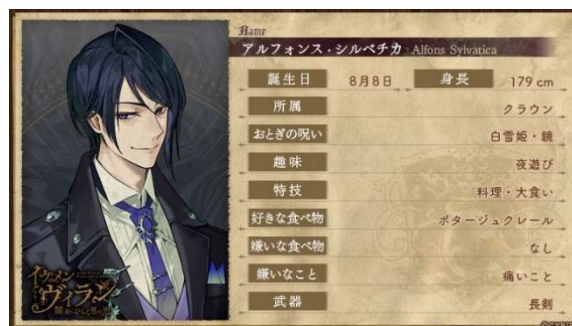 Name
アルフォンス・シルベチカ Alfons Sylvatica
誕生日 8月8日 身長 179 cm
所属 クラウン
おとぎの呪い 白雪姫・鏡
趣味 夜遊び
特技 料理・大食い
好きな食べ物 ポタージュクレール
嫌いな食べ物 なし
嫌いなこと 痛いこと
武器 長剣
イケメン
ヴィラン